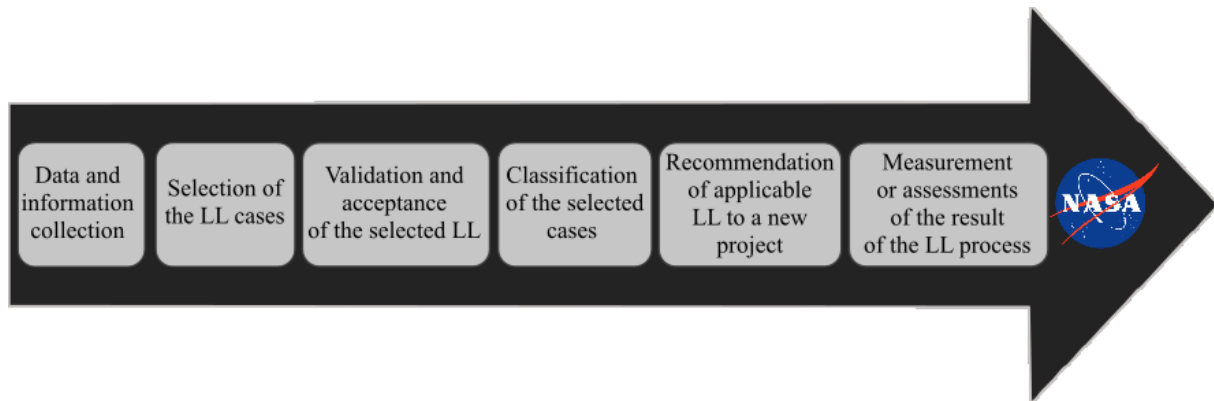 Data and
information
collection
Selection of
the LL cases
Validation and
acceptance
of the selected LL
Classification
of the selected
cases
Recommendation
of applicable
LL to a new
project
Measurement
or assessments
of the result
of the LL process
NASA